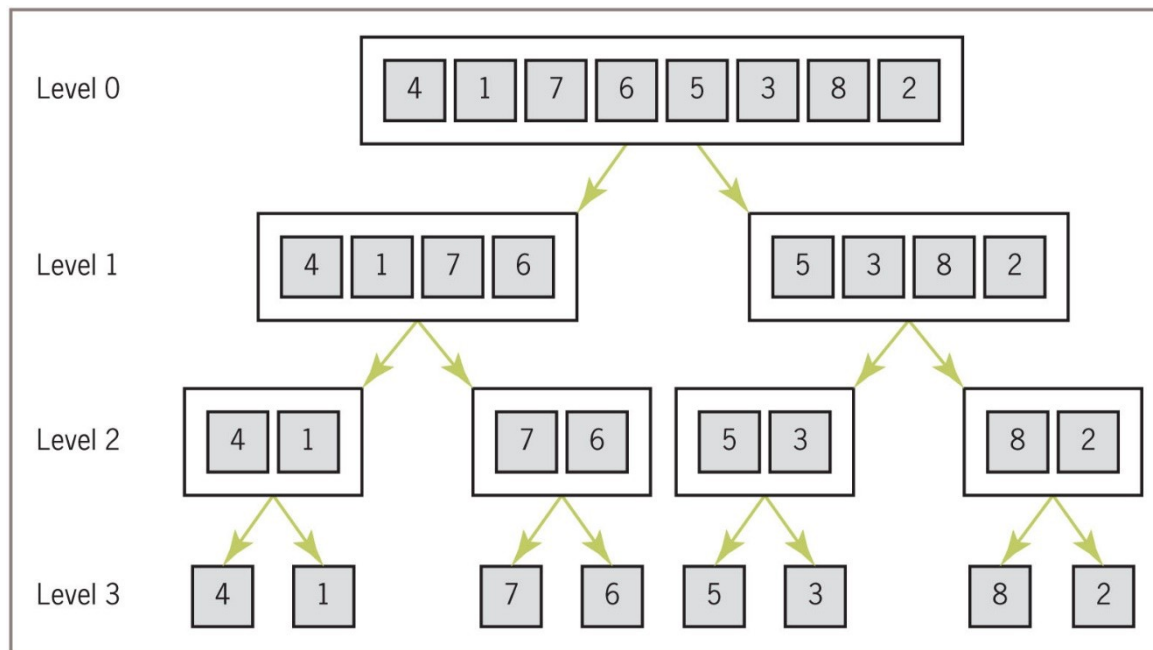 Level 0 4 1 7 6 5 3 8 2
Level 1 4 1 7 6 5 3 8 2
Level 2 4 1 7 6 5 3 8 2
Level 3 4 1 7 6 5 3 8 2